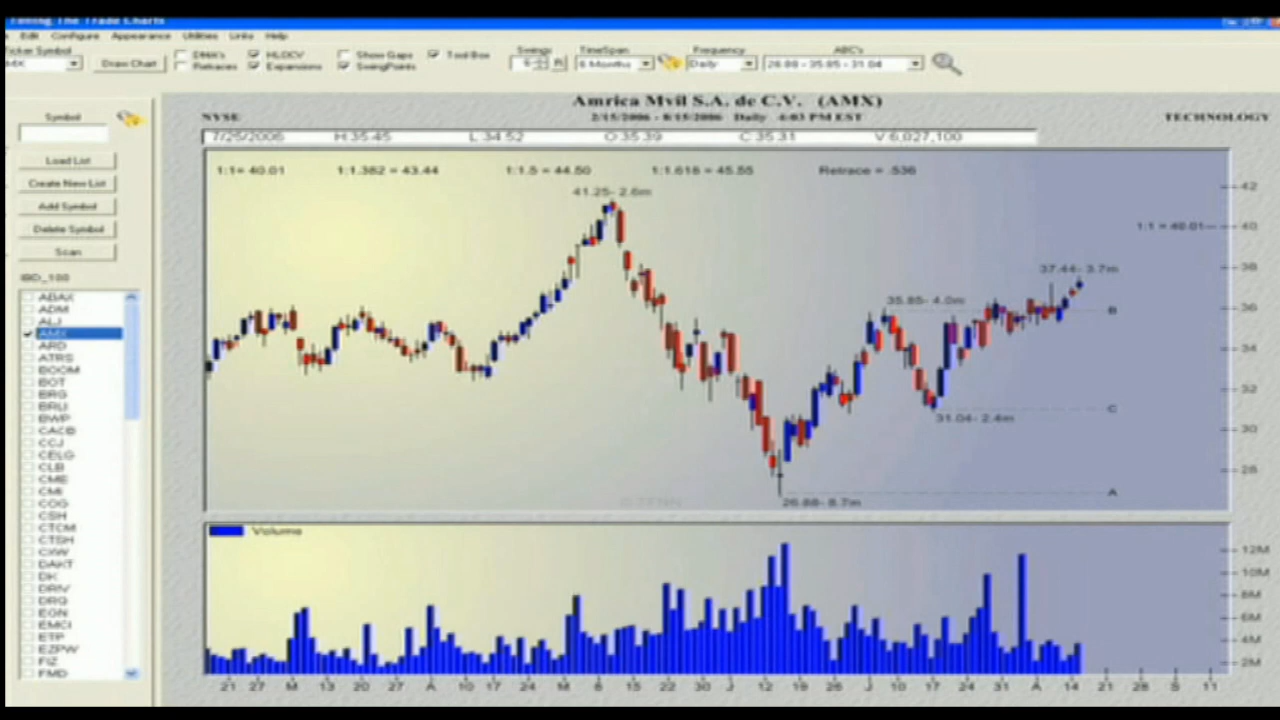 Timing The Trade Charts
Edit Configure Appearance Utilities Links Help
Ticker Symbol
AMX
Draw Chart
DMA's
Retraces
HLOCV
Expansions
Show Gaps
SwingPoints
Tool Box
Swings
TimeSpan
6 Months
Frequency
Daily
ABC's
26.88 - 35.85 - 31.04
Symbol
Load List
Create New List
Add Symbol
Delete Symbol
Scan
IBD_100
ABAX
ADM
ALJ
AMX
ARD
ATRS
BOOM
BOT
BRG
BRLI
BWP
CACB
CCJ
CELG
CLB
CME
CMI
COG
CSH
CTCM
CTSH
CXW
DAKT
DK
DRIV
DRQ
EGN
EMCI
ETP
EZPW
FIZ
FMD
Amrica Mvil S.A. de C.V. (AMX)
NYSE
2/15/2006 - 8/15/2006 Daily 4:03 PM EST
TECHNOLOGY
7/25/2006 H:35.45 L:34.52 O:35.39 C:35.31 V:6,027,100
1:1= 40.01 1:1.382 = 43.44 1:1.5 = 44.50 1:1.618 = 45.55 Retrace = .536
41.25- 2.6m
1:1 = 40.01
37.44- 3.7m
35.85- 4.0m
B
C
31.04- 2.4m
A
26.88- 8.7m
42
40
38
36
34
32
30
28
Volume
12M
10M
8M
6M
4M
2M
21 27 M 13 20 27 A 10 17 24 M 8 15 22 30 J 12 19 26 J 10 17 24 31 A 14 21 28 S 11